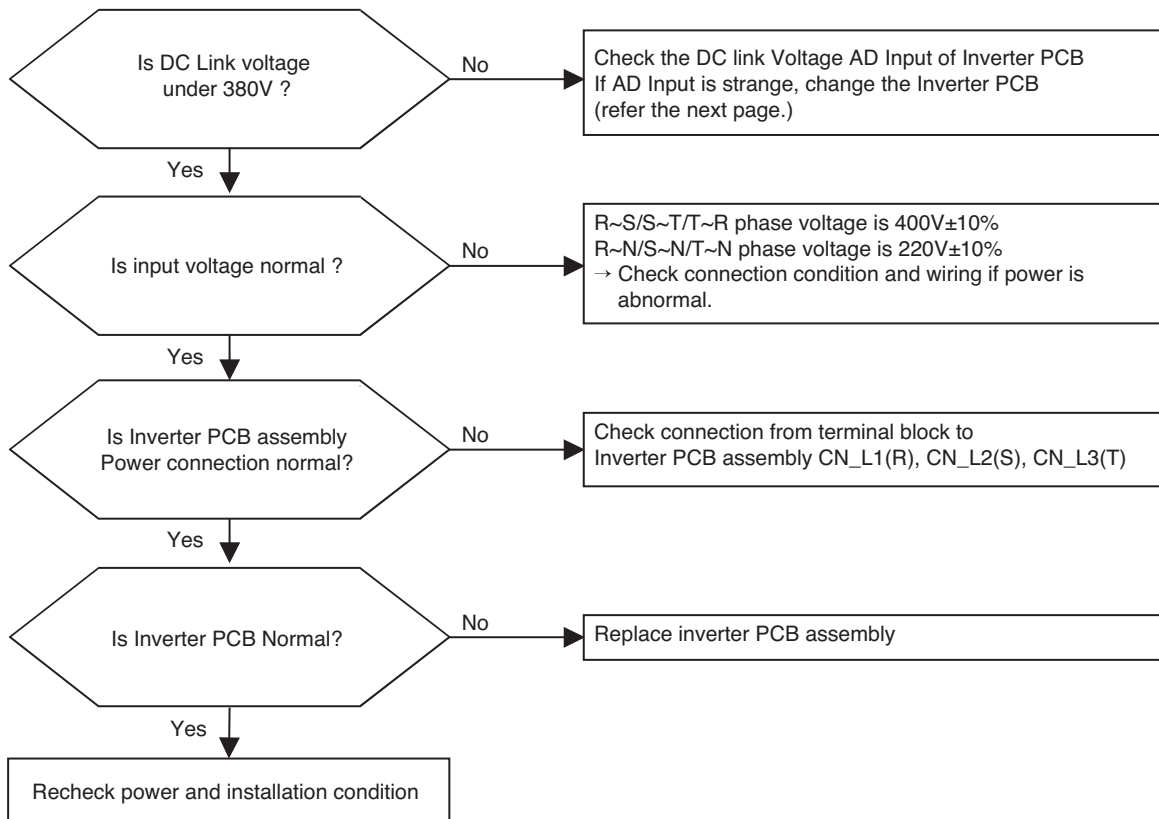 Is DC Link voltage
under 380V ?
No
Check the DC link Voltage AD Input of Inverter PCB
If AD Input is strange, change the Inverter PCB
(refer the next page.)
Yes
Is input voltage normal ?
No
R~S/S~T/T~R phase voltage is 400V±10%
R~N/S~N/T~N phase voltage is 220V±10%
→ Check connection condition and wiring if power is
abnormal.
Yes
Is Inverter PCB assembly
Power connection normal?
No
Check connection from terminal block to
Inverter PCB assembly CN_L1(R), CN_L2(S), CN_L3(T)
Yes
Is Inverter PCB Normal?
No
Replace inverter PCB assembly
Yes
Recheck power and installation condition